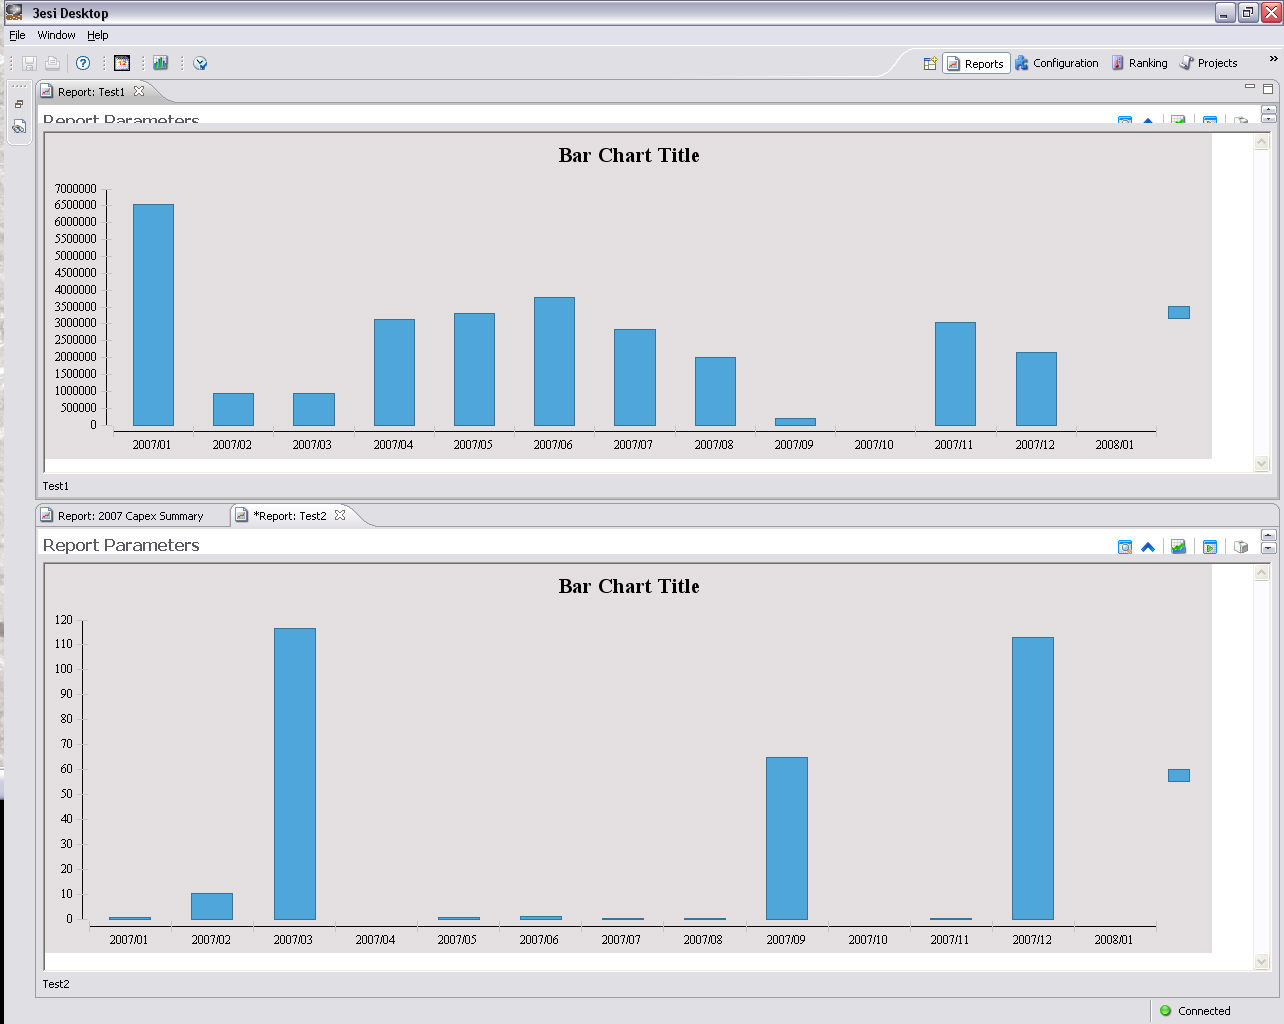 3esi Desktop
File Window Help
12 Reports Configuration Ranking Projects »
Report: Test1
Report Parameters
Bar Chart Title
7000000
6500000
6000000
5500000
5000000
4500000
4000000
3500000
3000000
2500000
2000000
1500000
1000000
500000
0
2007/01 2007/02 2007/03 2007/04 2007/05 2007/06 2007/07 2007/08 2007/09 2007/10 2007/11 2007/12 2008/01
Test1
Report: 2007 Capex Summary *Report: Test2
Report Parameters
Bar Chart Title
120
110
100
90
80
70
60
50
40
30
20
10
0
2007/01 2007/02 2007/03 2007/04 2007/05 2007/06 2007/07 2007/08 2007/09 2007/10 2007/11 2007/12 2008/01
Test2
Connected